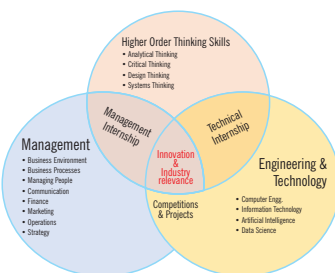 Higher Order Thinking Skills
• Analytical Thinking
• Critical Thinking
• Design Thinking
• Systems Thinking
Management
Internship
Technical
Internship
Innovation
&
Industry
relevance
Management
• Business Environment
• Business Processes
• Managing People
• Communication
• Finance
• Marketing
• Operations
• Strategy
Competitions
& Projects
Engineering &
Technology
• Computer Engg.
• Information Technology
• Artificial Intelligence
• Data Science